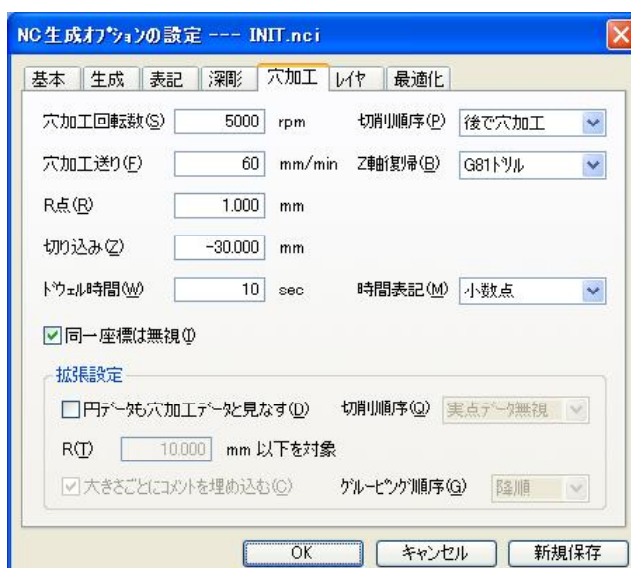 NC生成ｵﾌﾟｼｮﾝの設定 --- INIT.nci
基本 生成 表記 深彫 穴加工 ﾚｲﾔ 最適化
穴加工回転数(S) 5000 rpm 切削順序(P) 後で穴加工
穴加工送り(F) 60 mm/min Z軸復帰(B) G81ﾄﾞﾘﾙ
R点(R) 1.000 mm
切り込み(Z) -30.000 mm
ﾄﾞｳｪﾙ時間(W) 10 sec 時間表記(M) 小数点
同一座標は無視(I)
拡張設定
円ﾃﾞｰﾀも穴加工ﾃﾞｰﾀと見なす(D) 切削順序(Q) 実点ﾃﾞｰﾀ無視
R(T) 10.000 mm 以下を対象
大きさごとにｺﾒﾝﾄを埋め込む(C) ｸﾞﾙｰﾋﾟﾝｸﾞ順序(G) 降順
OK キャンセル 新規保存